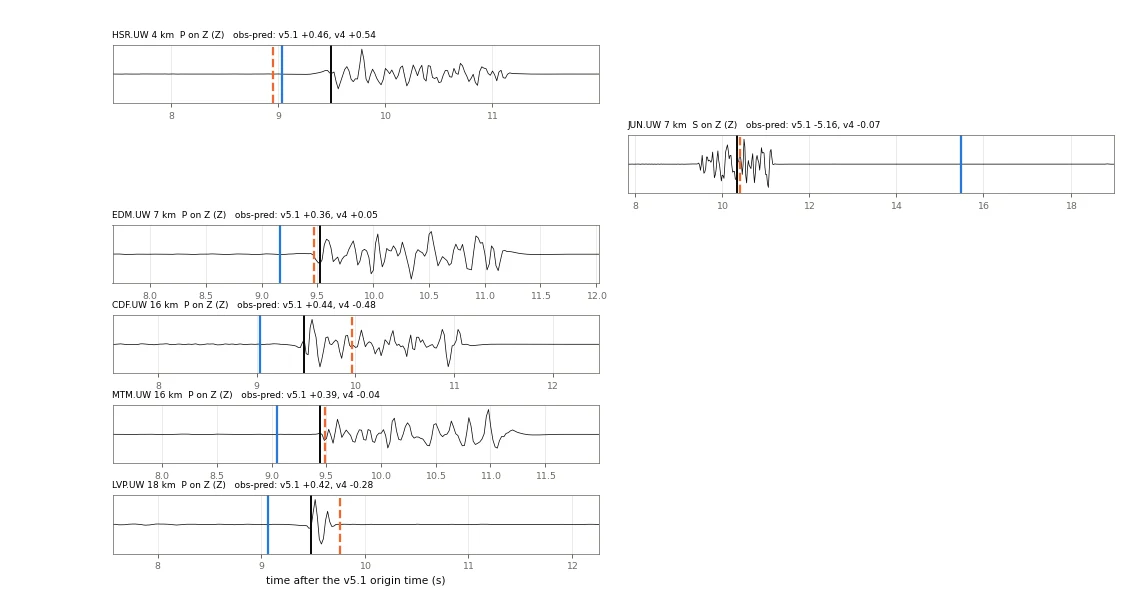 HSR.UW 4 km P on Z (Z) obs-pred: v5.1 +0.46, v4 +0.54
8 9 10 11
JUN.UW 7 km S on Z (Z) obs-pred: v5.1 -5.16, v4 -0.07
8 10 12 14 16 18
EDM.UW 7 km P on Z (Z) obs-pred: v5.1 +0.36, v4 +0.05
8.0 8.5 9.0 9.5 10.0 10.5 11.0 11.5 12.0
CDF.UW 16 km P on Z (Z) obs-pred: v5.1 +0.44, v4 -0.48
8 9 10 11 12
MTM.UW 16 km P on Z (Z) obs-pred: v5.1 +0.39, v4 -0.04
8.0 8.5 9.0 9.5 10.0 10.5 11.0 11.5
LVP.UW 18 km P on Z (Z) obs-pred: v5.1 +0.42, v4 -0.28
8 9 10 11 12
time after the v5.1 origin time (s)